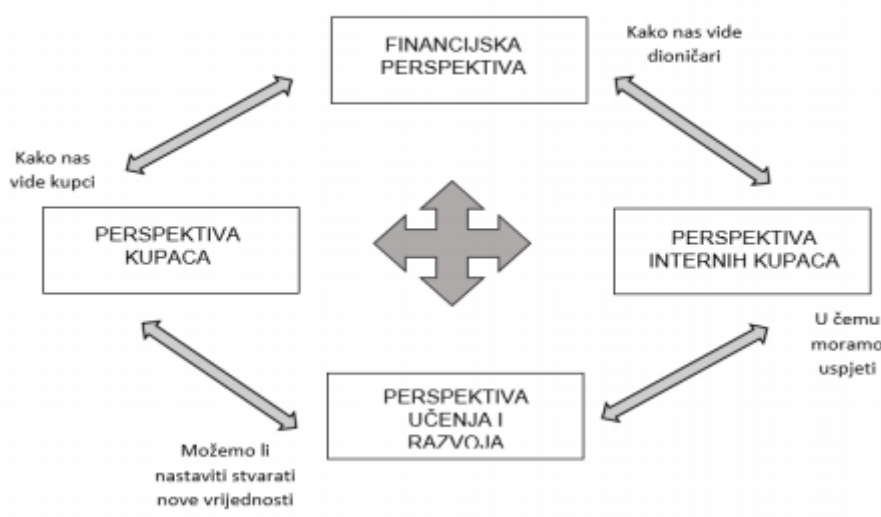 FINANCIJSKA
PERSPEKTIVA
Kako nas vide
dioničari
Kako nas
vide kupci
PERSPEKTIVA
KUPACA
PERSPEKTIVA
INTERNIH KUPACA
U čemu
moramo
uspjeti
PERSPEKTIVA
UČENJA I
RAZVOJA
Možemo li
nastaviti stvarati
nove vrijednosti